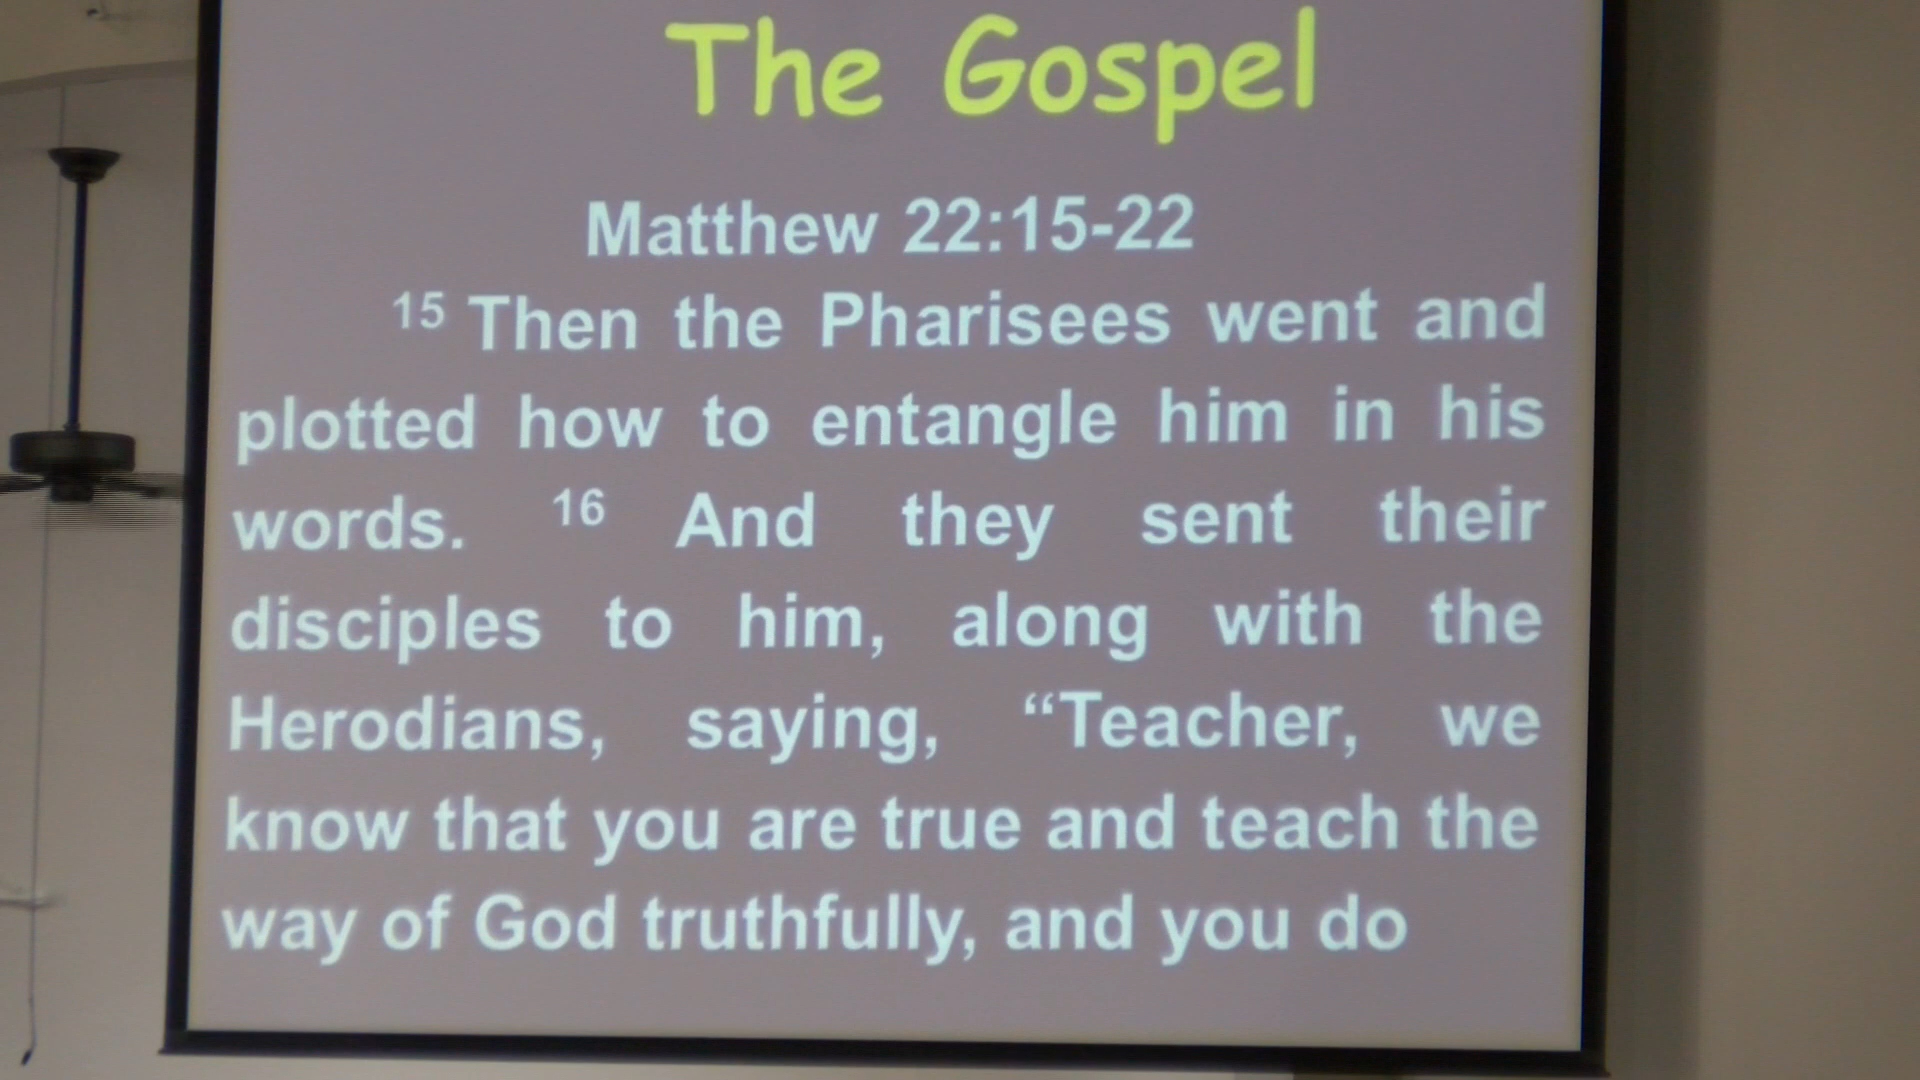 The Gospel
Matthew 22:15-22
15 Then the Pharisees went and
plotted how to entangle him in his
words. 16 And they sent their
disciples to him, along with the
Herodians, saying, “Teacher, we
know that you are true and teach the
way of God truthfully, and you do